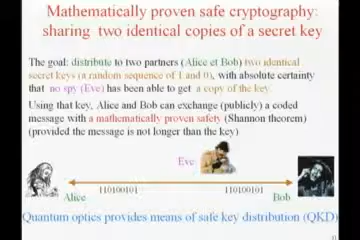 Mathematically proven safe cryptography:
sharing two identical copies of a secret key
The goal: distribute to two partners (Alice et Bob) two identical
secret keys (a random sequence of 1 and 0), with absolute certainty
that no spy (Eve) has been able to get a copy of the key.
Using that key, Alice and Bob can exchange (publicly) a coded
message with a mathematically proven safety (Shannon theorem)
(provided the message is not longer than the key)
Eve
110100101
110100101
Alice
Bob
Quantum optics provides means of safe key distribution (QKD)